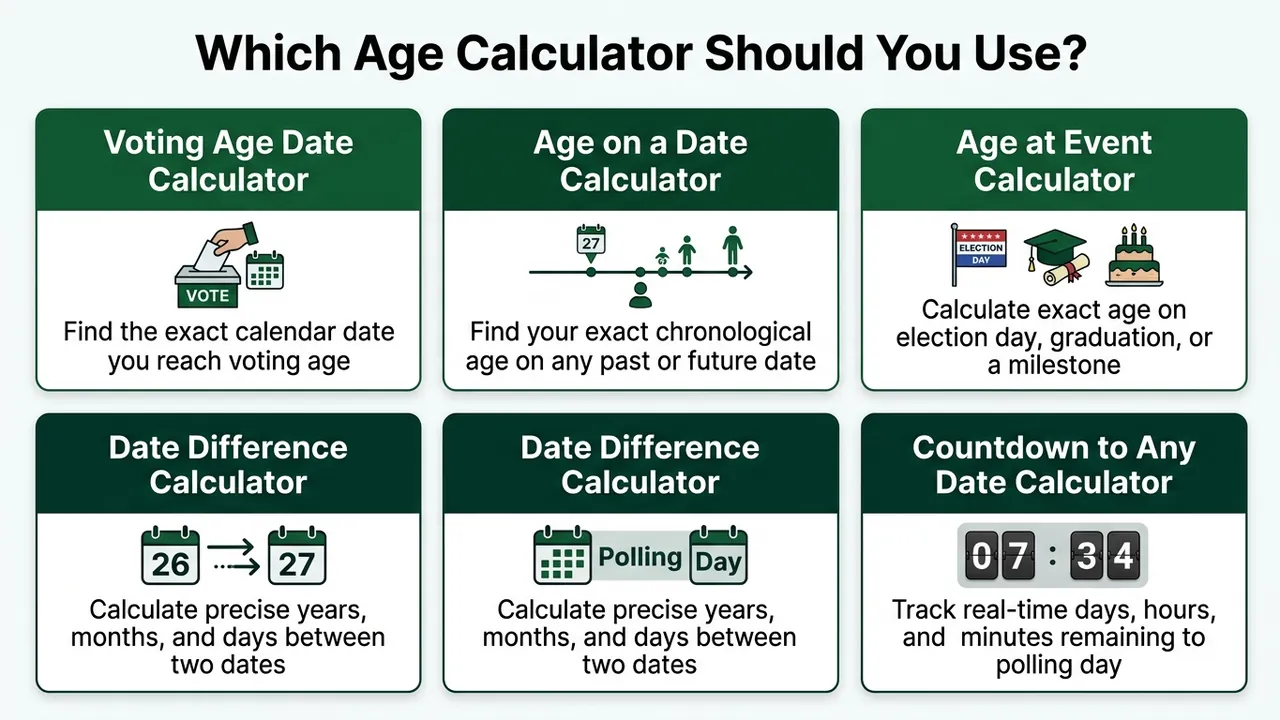 Which Age Calculator Should You Use?
Voting Age Date
Calculator
VOTE
Find the exact calendar date
you reach voting age
Age on a Date
Calculator
27
Find your exact chronological
age on any past or future date
Age at Event
Calculator
ELECTION
DAY
Calculate exact age on
election day, graduation, or
a milestone
Date Difference
Calculator
26 27
Calculate precise years,
months, and days between
two dates
Date Difference
Calculator
Polling Day
Calculate precise years,
months, and days between
two dates
Countdown to Any
Date Calculator
07 : 34
Track real-time days, hours,
and minutes remaining to
polling day